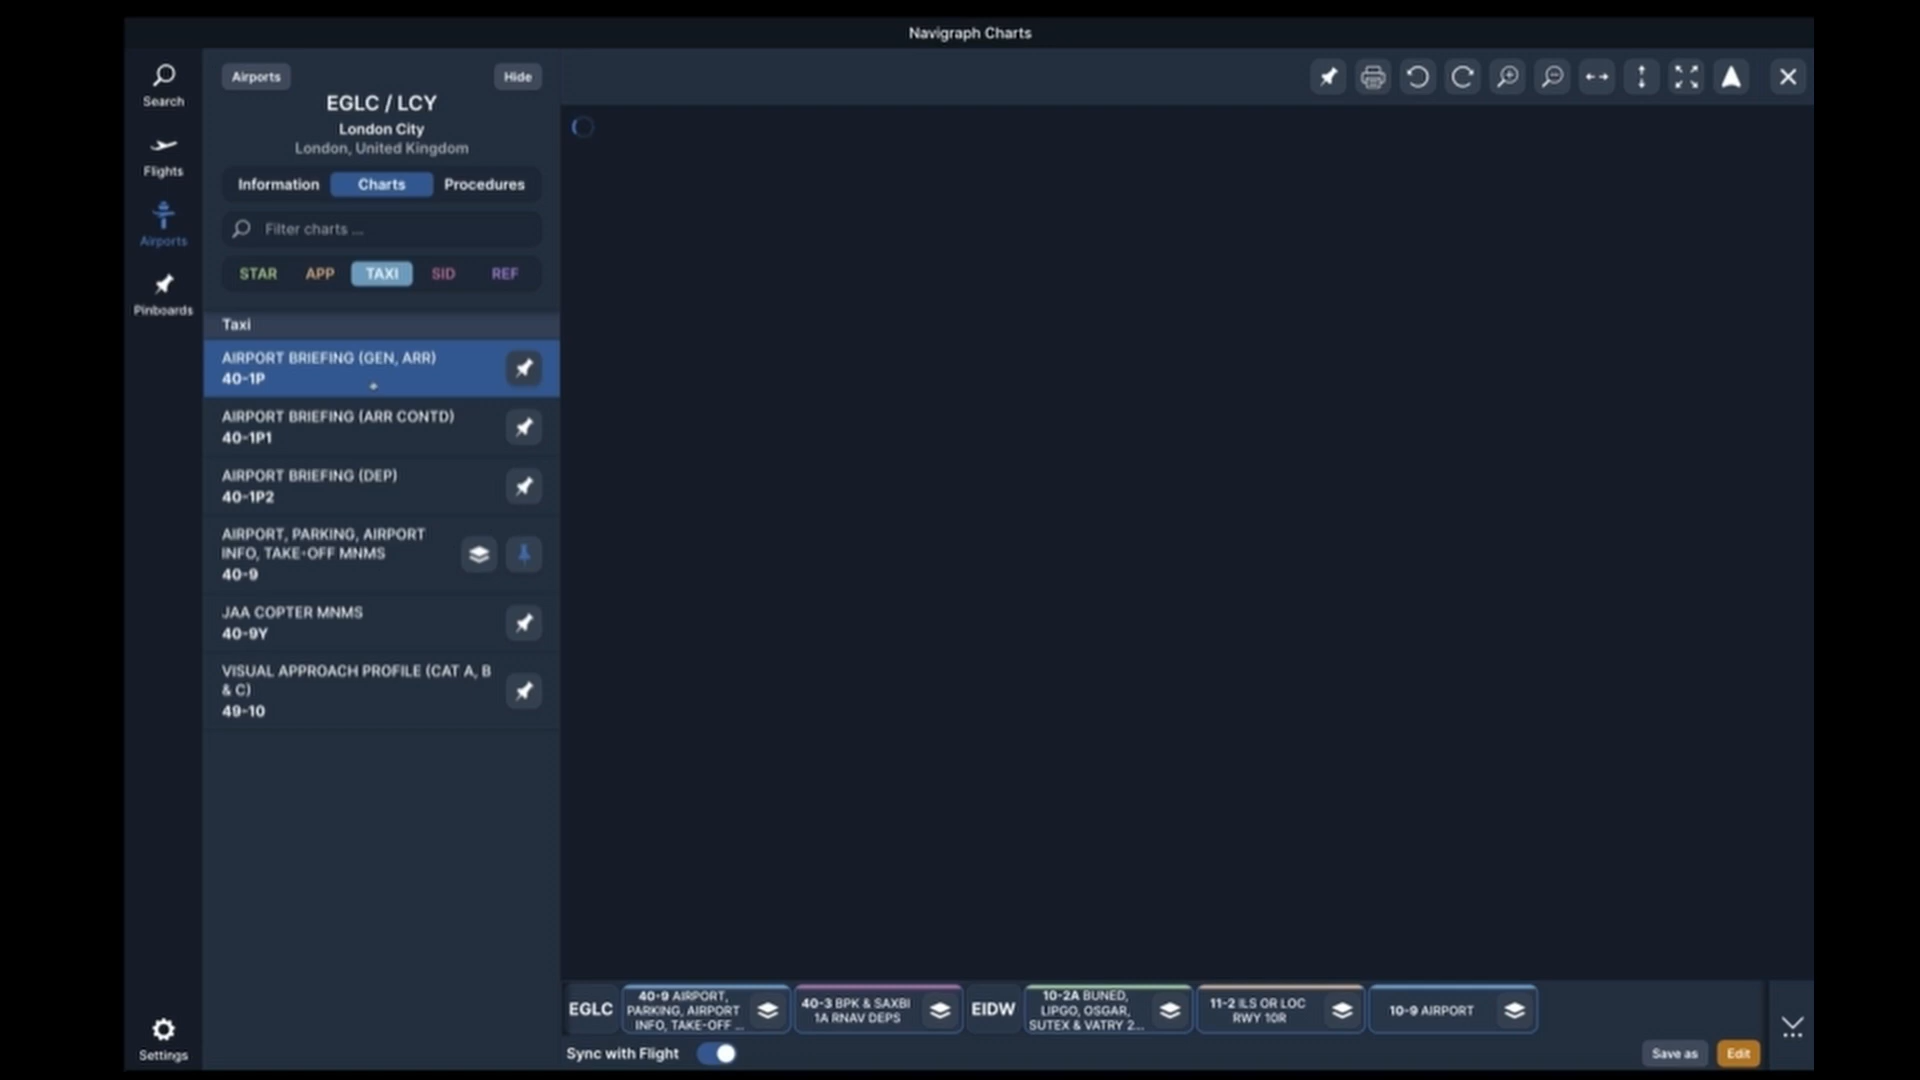 Navigraph Charts
Search
Flights
Airports
Pinboards
Settings
Airports
Hide
EGLC / LCY
London City
London, United Kingdom
Information
Charts
Procedures
Filter charts ...
STAR
APP
TAXI
SID
REF
Taxi
AIRPORT BRIEFING (GEN, ARR)
40-1P
AIRPORT BRIEFING (ARR CONTD)
40-1P1
AIRPORT BRIEFING (DEP)
40-1P2
AIRPORT, PARKING, AIRPORT
INFO, TAKE-OFF MNMS
40-9
JAA COPTER MNMS
40-9Y
VISUAL APPROACH PROFILE (CAT A, B
& C)
49-10
EGLC
40-9 AIRPORT,
PARKING, AIRPORT
INFO, TAKE-OFF ...
40-3 BPK & SAXBI
1A RNAV DEPS
EIDW
10-2A BUNED,
LIPGO, OSGAR,
SUTEX & VATRY 2...
11-2 ILS OR LOC
RWY 10R
10-9 AIRPORT
Sync with Flight
Save as
Edit